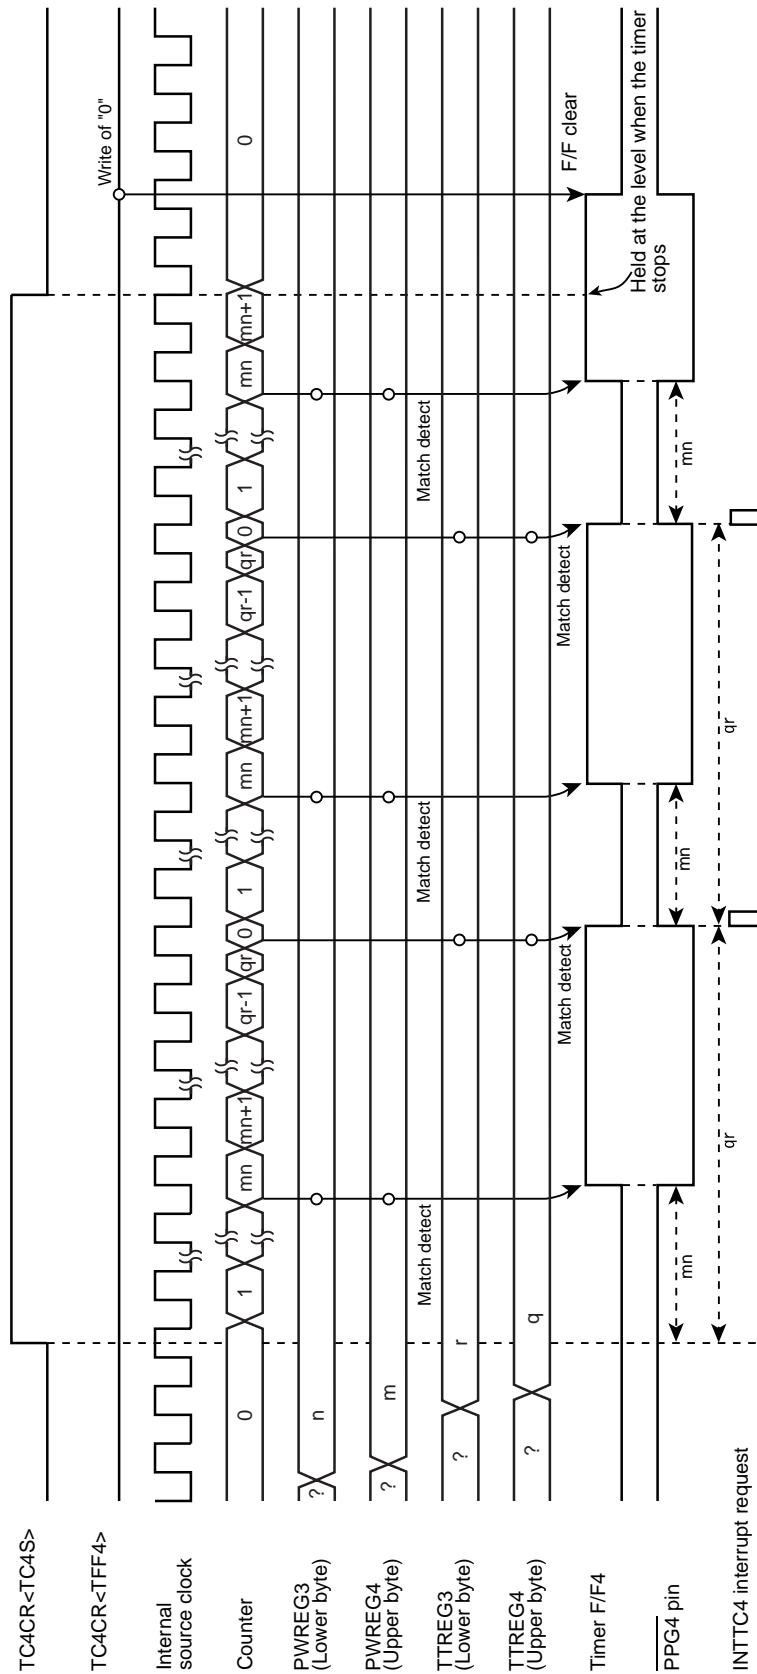 TC4CR<TC4S>
TC4CR<TFF4>
Write of "0"
Internal
source clock
Counter
0 1 mn mn+1 qr-1 qr 0 1 mn mn+1 qr-1 qr 0 1 mn mn+1 0
PWREG3
(Lower byte)
? n
PWREG4
(Upper byte)
? m
Match detect
Match detect
Match detect
TTREG3
(Lower byte)
? r
TTREG4
(Upper byte)
? q
Match detect
Match detect
F/F clear
Timer F/F4
Held at the level when the timer
stops
PPG4 pin
mn
mn
mn
qr
qr
INTTC4 interrupt request